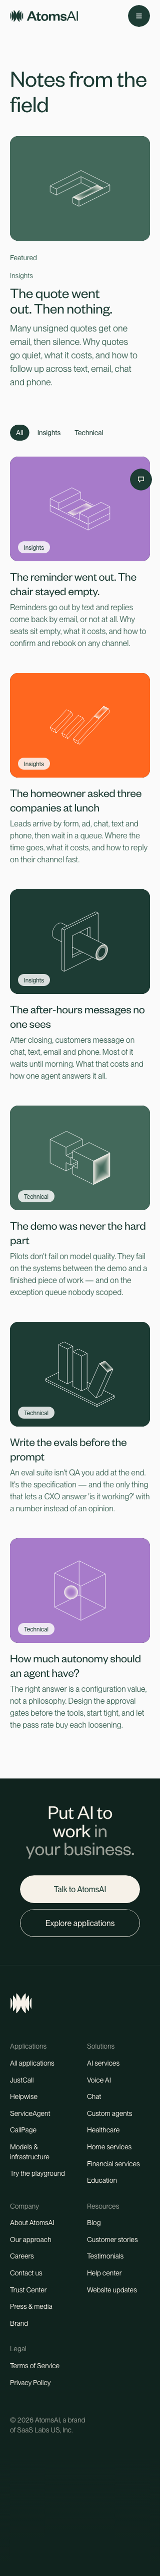 AtomsAI
Notes from the
field
Featured
Insights
The quote went
out. Then nothing.
Many unsigned quotes get one
email, then silence. Why quotes
go quiet, what it costs, and how to
follow up across text, email, chat
and phone.
All
Insights
Technical
Insights
The reminder went out. The
chair stayed empty.
Reminders go out by text and replies
come back by email, or not at all. Why
seats sit empty, what it costs, and how to
confirm and rebook on any channel.
Insights
The homeowner asked three
companies at lunch
Leads arrive by form, ad, chat, text and
phone, then wait in a queue. Where the
time goes, what it costs, and how to reply
on their channel fast.
Insights
The after-hours messages no
one sees
After closing, customers message on
chat, text, email and phone. Most of it
waits until morning. What that costs and
how one agent answers it all.
Technical
The demo was never the hard
part
Pilots don't fail on model quality. They fail
on the systems between the demo and a
finished piece of work — and on the
exception queue nobody scoped.
Technical
Write the evals before the
prompt
An eval suite isn't QA you add at the end.
It's the specification — and the only thing
that lets a CXO answer 'is it working?' with
a number instead of an opinion.
Technical
How much autonomy should
an agent have?
The right answer is a configuration value,
not a philosophy. Design the approval
gates before the tools, start tight, and let
the pass rate buy each loosening.
Put AI to
work in
your business.
Talk to AtomsAI
Explore applications
Applications
All applications
JustCall
Helpwise
ServiceAgent
CallPage
Models &
Infrastructure
Try the playground
Solutions
AI services
Voice AI
Chat
Custom agents
Healthcare
Home services
Financial services
Education
Company
About AtomsAI
Our approach
Careers
Contact us
Trust Center
Press & media
Brand
Resources
Blog
Customer stories
Testimonials
Help center
Website updates
Legal
Terms of Service
Privacy Policy
© 2026 AtomsAI, a brand
of SaaS Labs US, Inc.